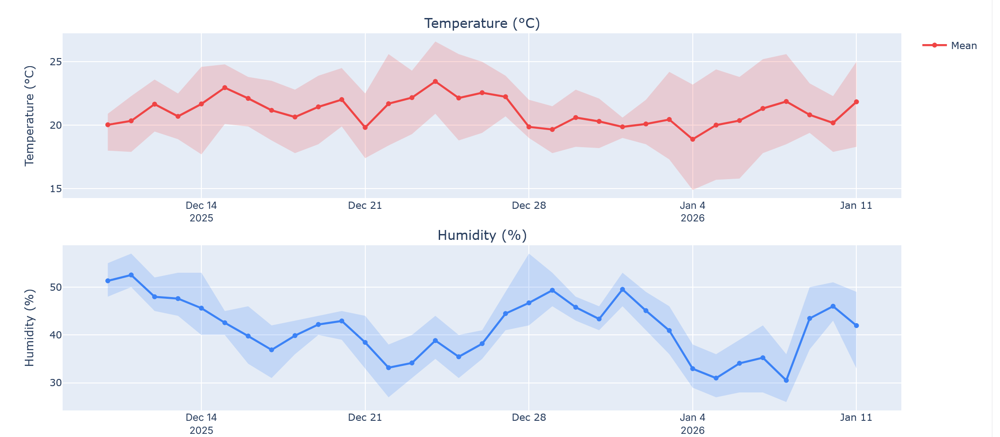 Temperature (°C)
Mean
Temperature (°C)
25
20
15
Dec 14
2025
Dec 21
Dec 28
Jan 4
2026
Jan 11
Humidity (%)
Humidity (%)
50
40
30
Dec 14
2025
Dec 21
Dec 28
Jan 4
2026
Jan 11